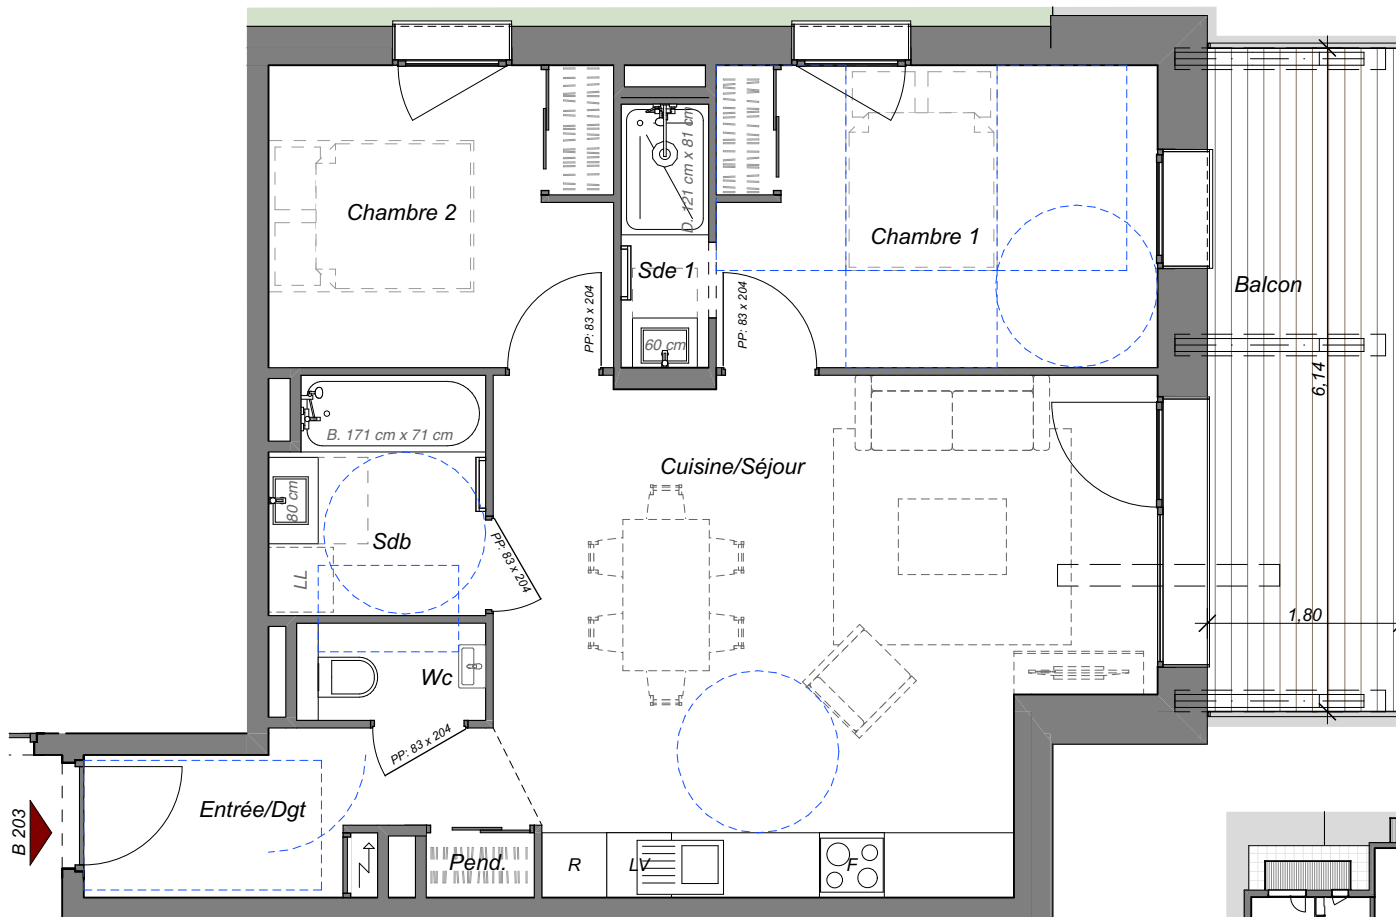 Chambre 2
D. 121 cm x 81 cm
Chambre 1
Sde 1
Balcon
PP: 83 x 204
PP: 83 x 204
60 cm
6,14
B. 171 cm x 71 cm
Cuisine/Séjour
80 cm
Sdb
PP: 83 x 204
LL
1,80
Wc
PP: 83 x 204
Entrée/Dgt
B 203
Pend.
R
LV
F